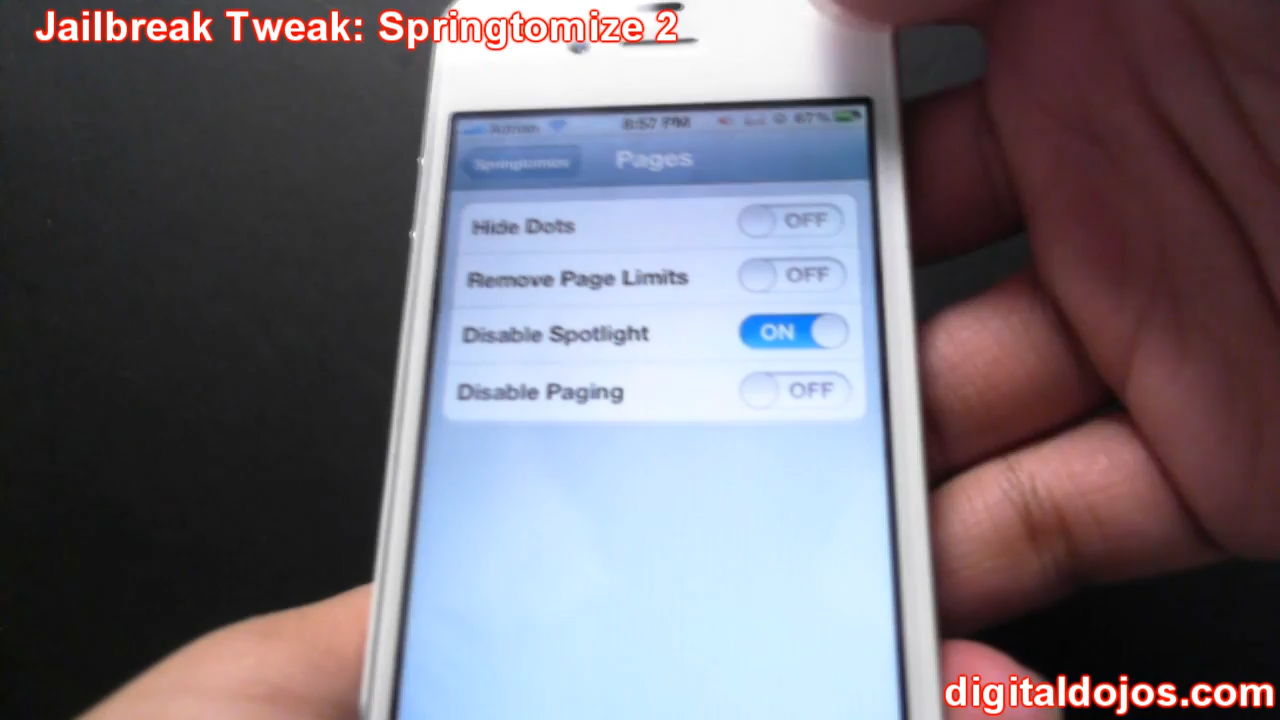 Jailbreak Tweak: Springtomize 2
8:57 PM 67%
Springtomize Pages
Hide Dots OFF
Remove Page Limits OFF
Disable Spotlight ON
Disable Paging OFF
digitaldojos.com